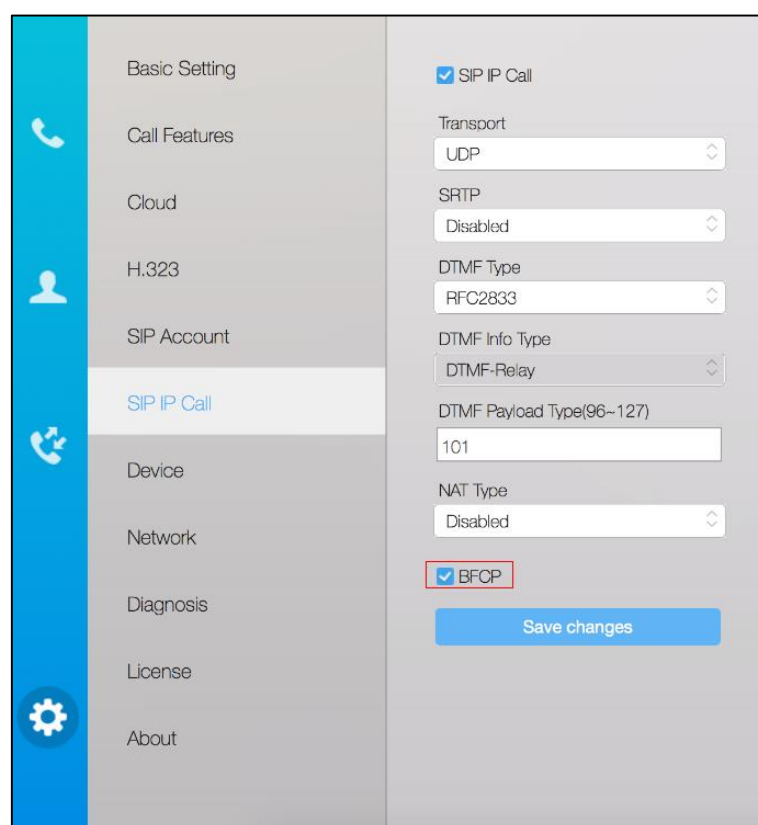 Basic Setting
Call Features
Cloud
H.323
SIP Account
SIP IP Call
Device
Network
Diagnosis
License
About
SIP IP Call
Transport
UDP
SRTP
Disabled
DTMF Type
RFC2833
DTMF Info Type
DTMF-Relay
DTMF Payload Type(96~127)
101
NAT Type
Disabled
BFCP
Save changes